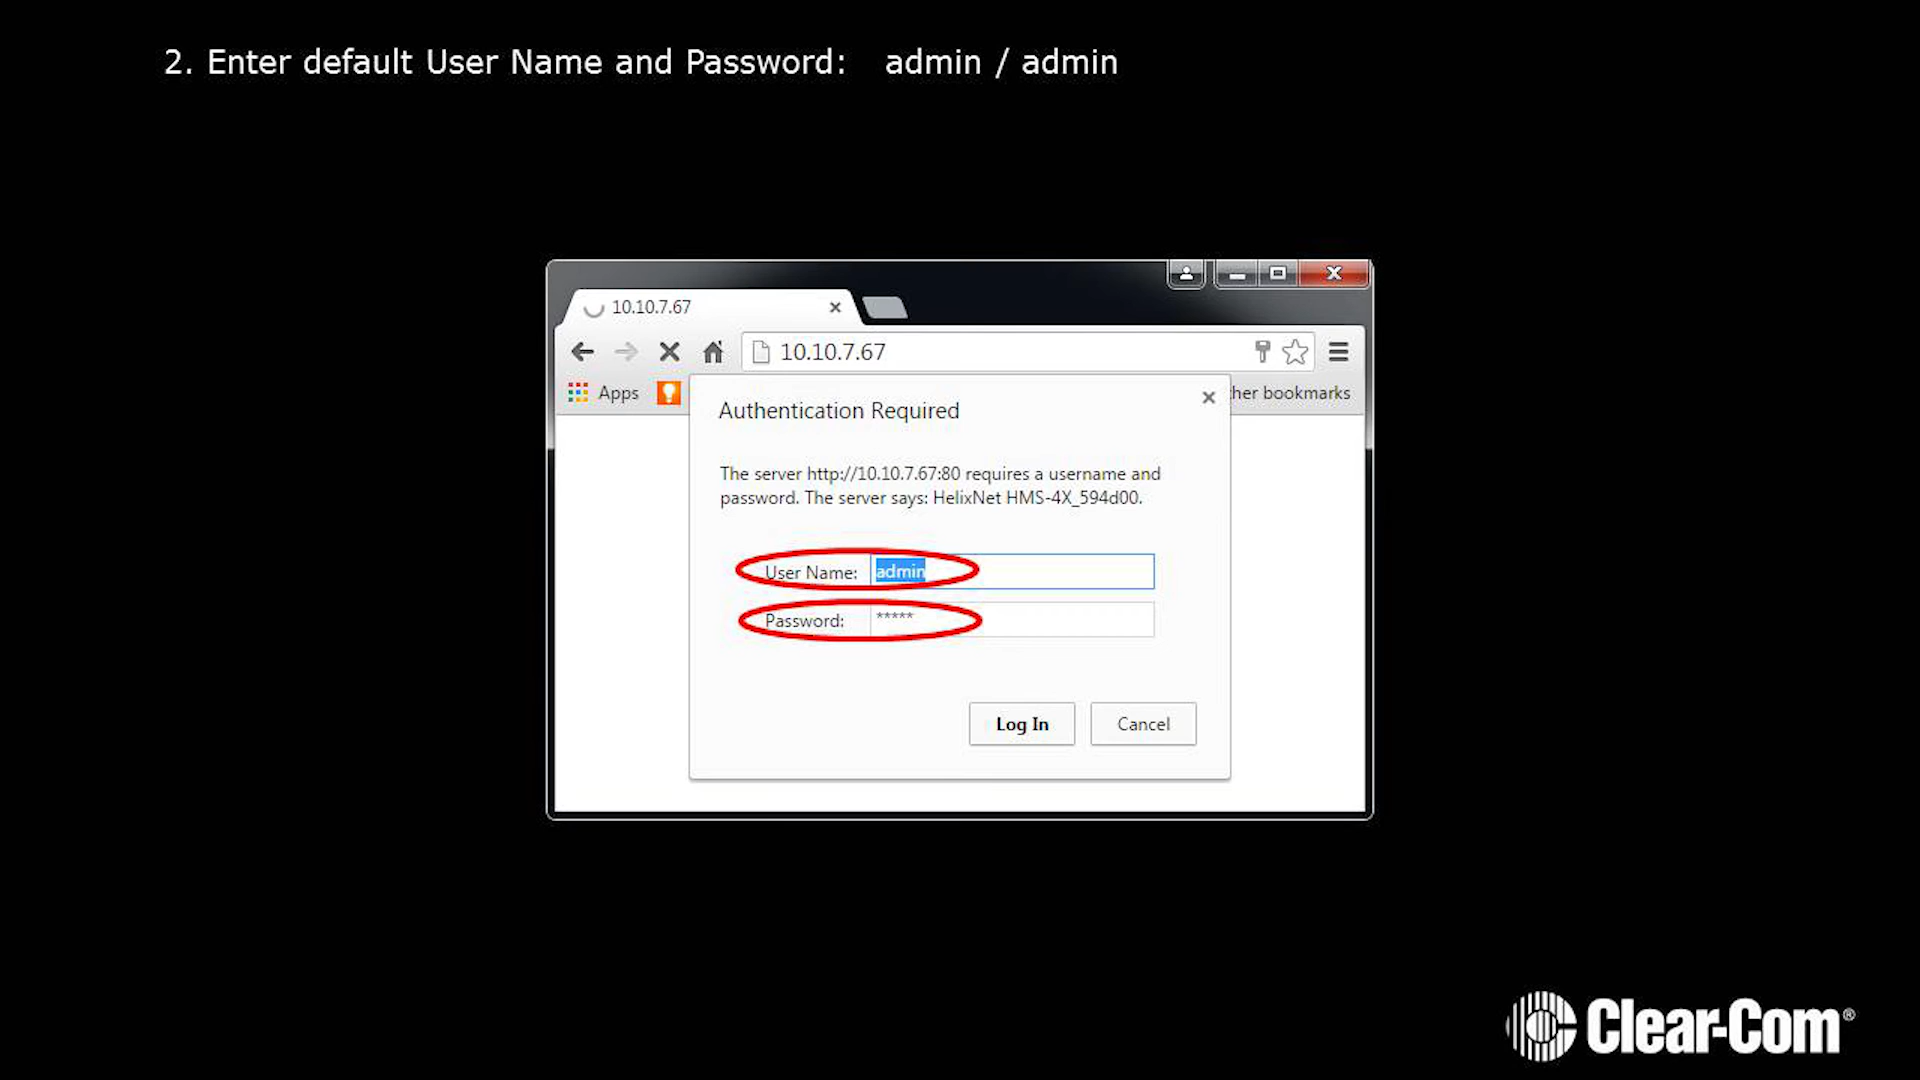 2. Enter default User Name and Password: admin / admin
10.10.7.67
10.10.7.67
Apps
her bookmarks
Authentication Required
The server http://10.10.7.67:80 requires a username and
password. The server says: HelixNet HMS-4X_594d00.
User Name: admin
Password: *****
Log In Cancel
Clear-Com®